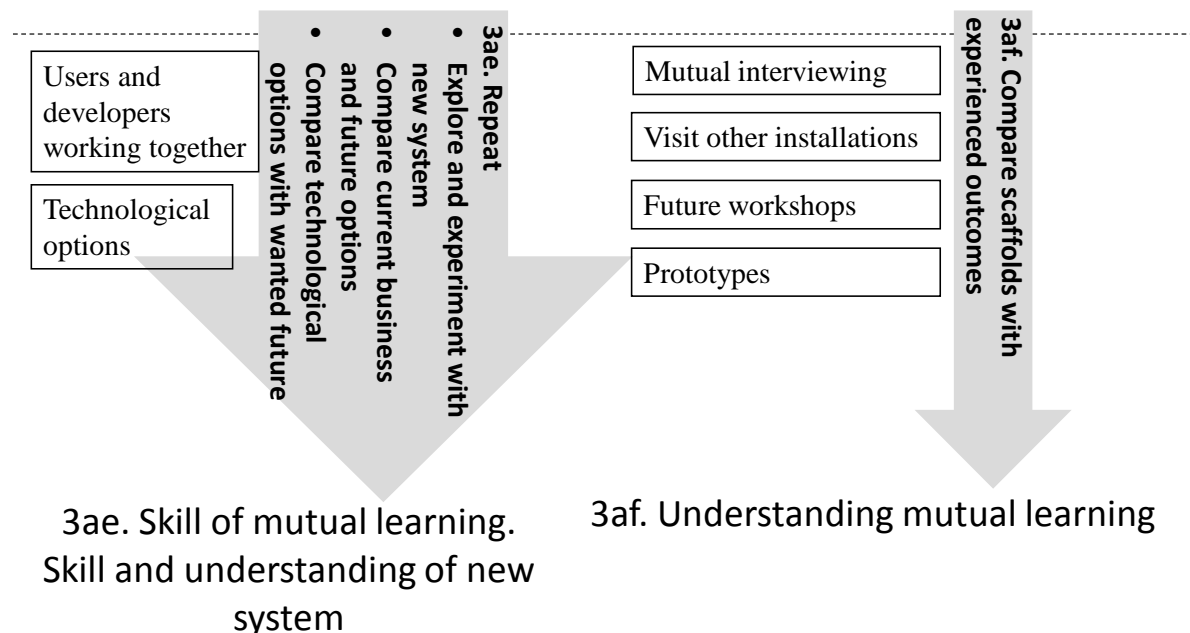 Users and
developers
working together
Technological
options
3ae. Repeat
• Explore and experiment with
new system
• Compare current business
and future options
• Compare technological
options with wanted future
Mutual interviewing
Visit other installations
Future workshops
Prototypes
3af. Compare scaffolds with
experienced outcomes
3ae. Skill of mutual learning.
Skill and understanding of new
system
3af. Understanding mutual learning